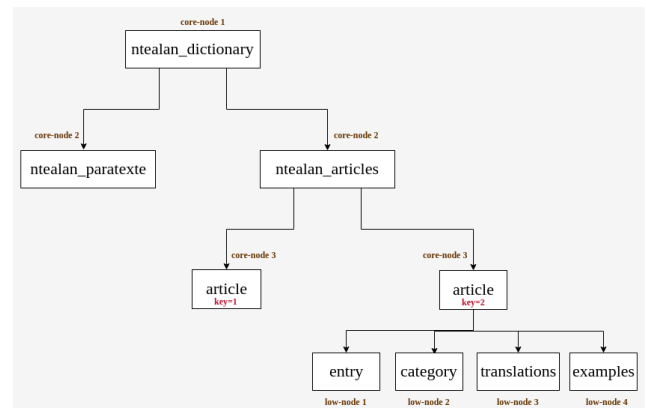 core-node 1
ntealan_dictionary
core-node 2
core-node 2
ntealan_paratexte
ntealan_articles
core-node 3
core-node 3
article
key=1
article
key=2
entry
category
translations
examples
low-node 1
low-node 2
low-node 3
low-node 4